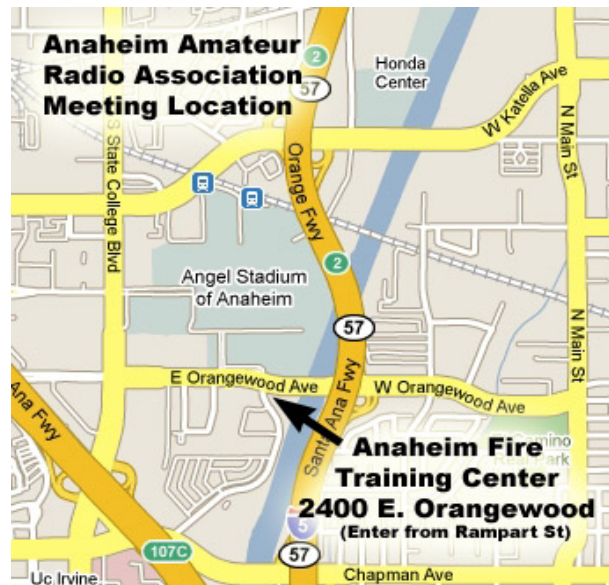 Anaheim Amateur
Radio Association
Meeting Location
2
57
Honda
Center
W Katella Ave
N Main St
S State College Blvd
Orange Fwy
Angel Stadium
of Anaheim
2
57
N Main St
E Orangewood Ave
W Orangewood Ave
Ana Fwy
Santa Ana Fwy
Anaheim Fire
Training Center
2400 E. Orangewood
(Enter from Rampart St)
5
107C
57
Chapman Ave
Uc Irvine